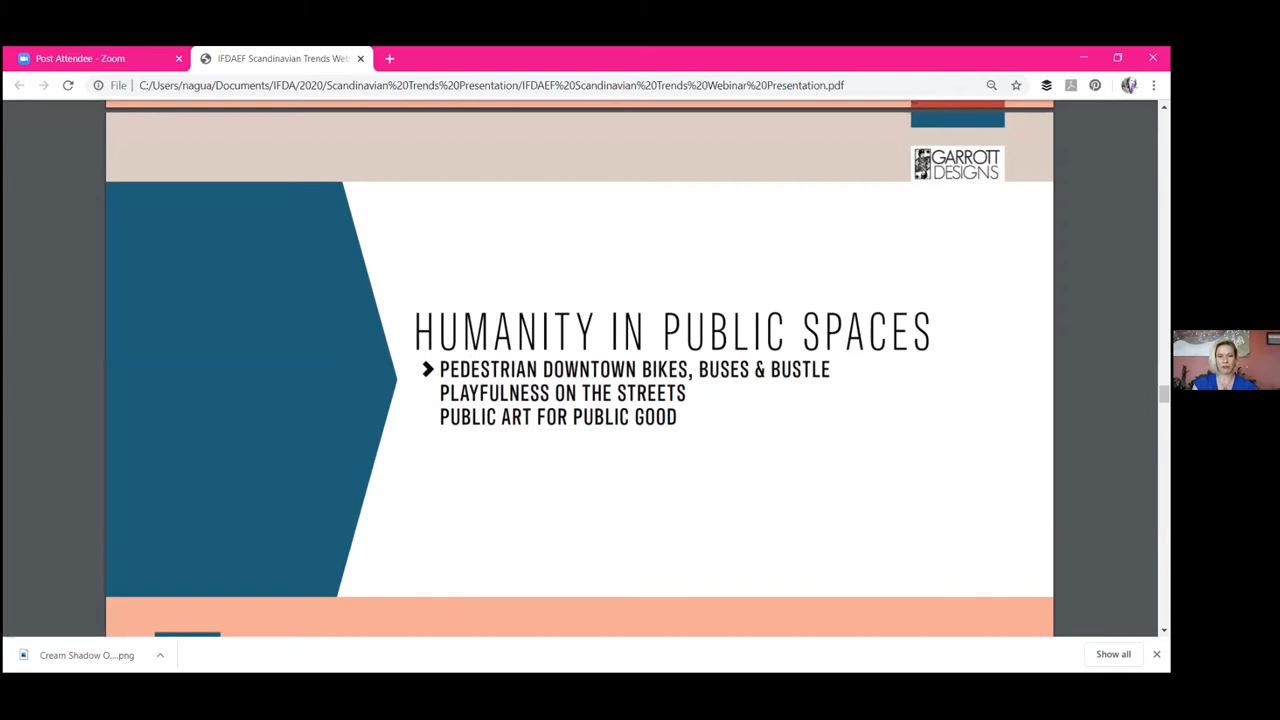 Post Attendee - Zoom
IFDAEF Scandinavian Trends Web
File
C:/Users/nagua/Documents/IFDA/2020/Scandinavian%20Trends%20Presentation/IFDAEF%20Scandinavian%20Trends%20Webinar%20Presentation.pdf
GARROTT
DESIGNS
HUMANITY IN PUBLIC SPACES
PEDESTRIAN DOWNTOWN BIKES, BUSES & BUSTLE
PLAYFULNESS ON THE STREETS
PUBLIC ART FOR PUBLIC GOOD
Cream Shadow O....png
Show all